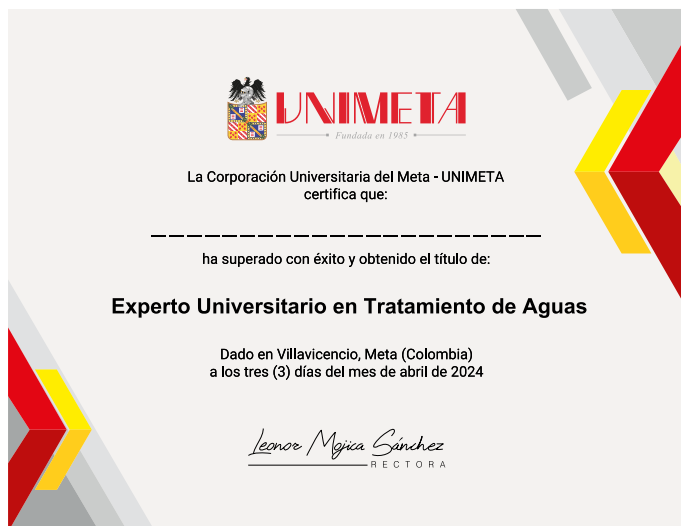 UNIMETA
Fundada en 1985
La Corporación Universitaria del Meta - UNIMETA
certifica que:
ha superado con éxito y obtenido el título de:
Experto Universitario en Tratamiento de Aguas
Dado en Villavicencio, Meta (Colombia)
a los tres (3) días del mes de abril de 2024
Leonor Mojica Sánchez
RECTORA